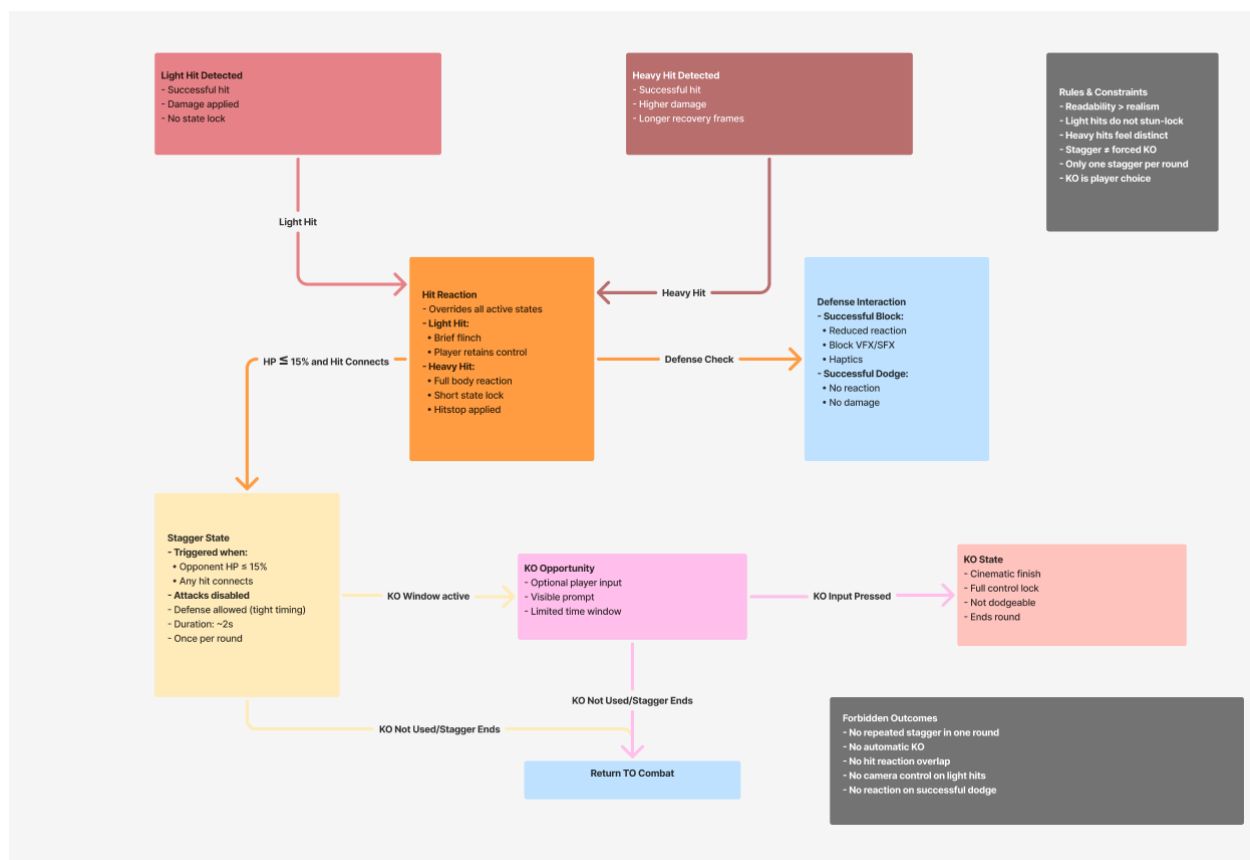 Light Hit Detected
- Successful hit
- Damage applied
- No state lock
Heavy Hit Detected
- Successful hit
- Higher damage
- Longer recovery frames
Rules & Constraints
- Readability > realism
- Light hits do not stun-lock
- Heavy hits feel distinct
- Stagger ≠ forced KO
- Only one stagger per round
- KO is player choice
Light Hit
Heavy Hit
Hit Reaction
- Overrides all active states
- Light Hit:
• Brief flinch
• Player retains control
- Heavy Hit:
• Full body reaction
• Short state lock
• Hitstop applied
Defense Check
Defense Interaction
- Successful Block:
• Reduced reaction
• Block VFX/SFX
• Haptics
- Successful Dodge:
• No reaction
• No damage
HP ≤ 15% and Hit Connects
Stagger State
- Triggered when:
• Opponent HP ≤ 15%
• Any hit connects
- Attacks disabled
- Defense allowed (tight timing)
- Duration: ~2s
- Once per round
KO Window active
KO Opportunity
- Optional player input
- Visible prompt
- Limited time window
KO Input Pressed
KO State
- Cinematic finish
- Full control lock
- Not dodgeable
- Ends round
KO Not Used/Stagger Ends
KO Not Used/Stagger Ends
Return TO Combat
Forbidden Outcomes
- No repeated stagger in one round
- No automatic KO
- No hit reaction overlap
- No camera control on light hits
- No reaction on successful dodge